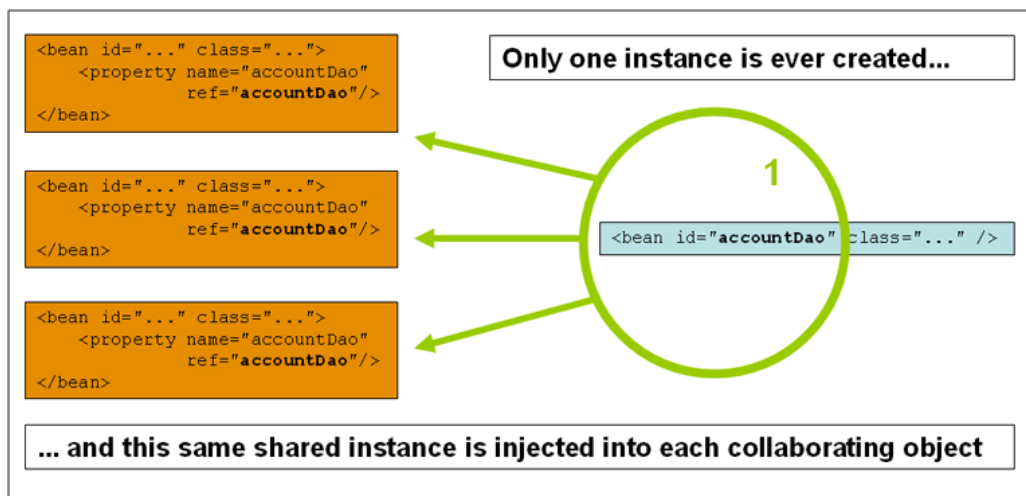 <bean id="..." class="...">
<property name="accountDao"
ref="accountDao"/>
</bean>
Only one instance is ever created...
<bean id="..." class="...">
<property name="accountDao"
ref="accountDao"/>
</bean>
1
<bean id="accountDao" class="..." />
<bean id="..." class="...">
<property name="accountDao"
ref="accountDao"/>
</bean>
... and this same shared instance is injected into each collaborating object